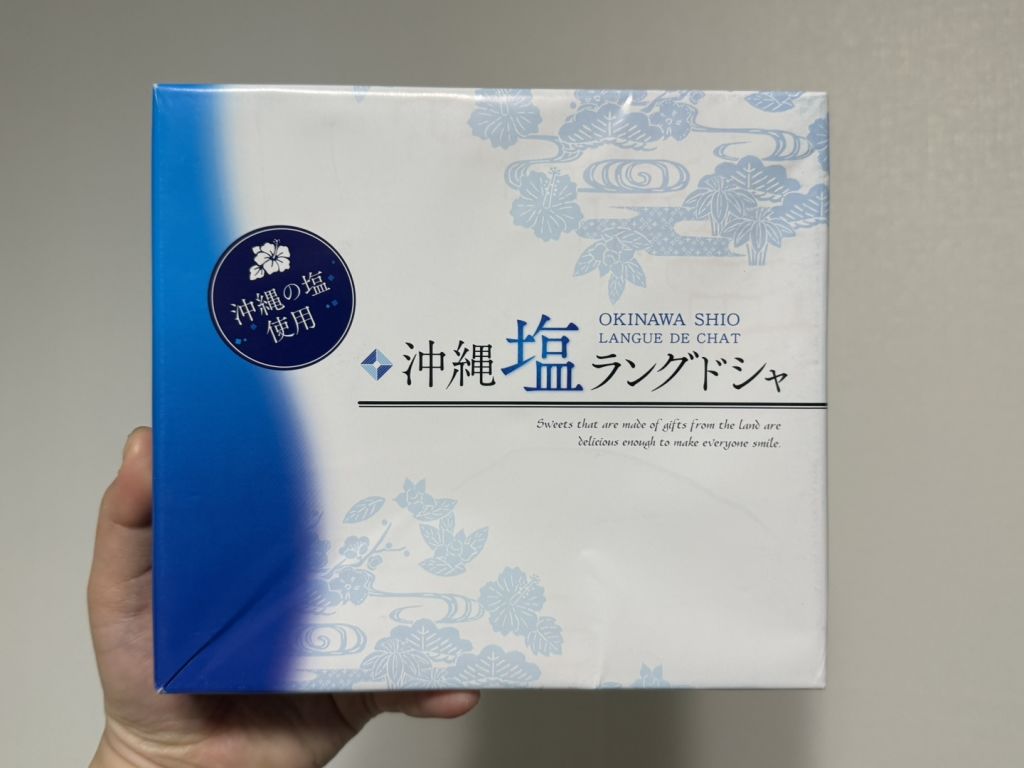 沖縄の塩
使用
OKINAWA SHIO
LANGUE DE CHAT
沖縄塩ラングドシャ
Sweets that are made of gifts from the land are
delicious enough to make everyone smile.